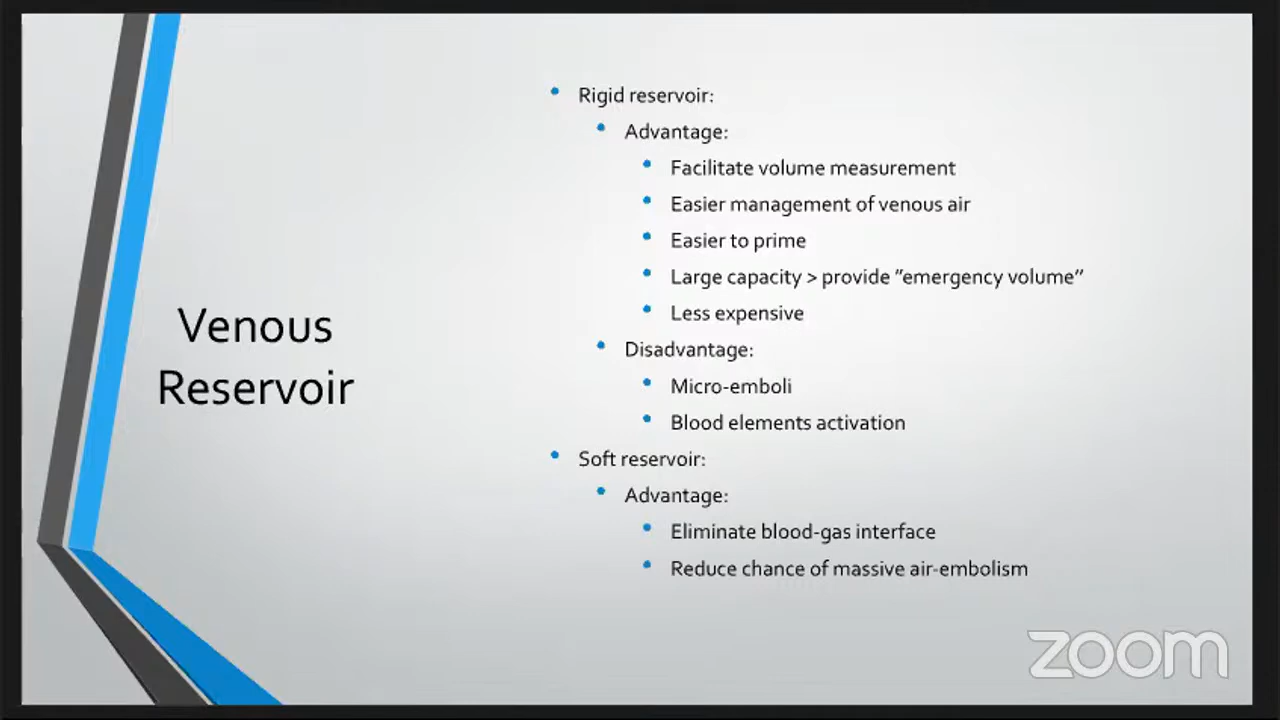 Venous
Reservoir
Rigid reservoir:
Advantage:
Facilitate volume measurement
Easier management of venous air
Easier to prime
Large capacity > provide "emergency volume"
Less expensive
Disadvantage:
Micro-emboli
Blood elements activation
Soft reservoir:
Advantage:
Eliminate blood-gas interface
Reduce chance of massive air-embolism
zoom